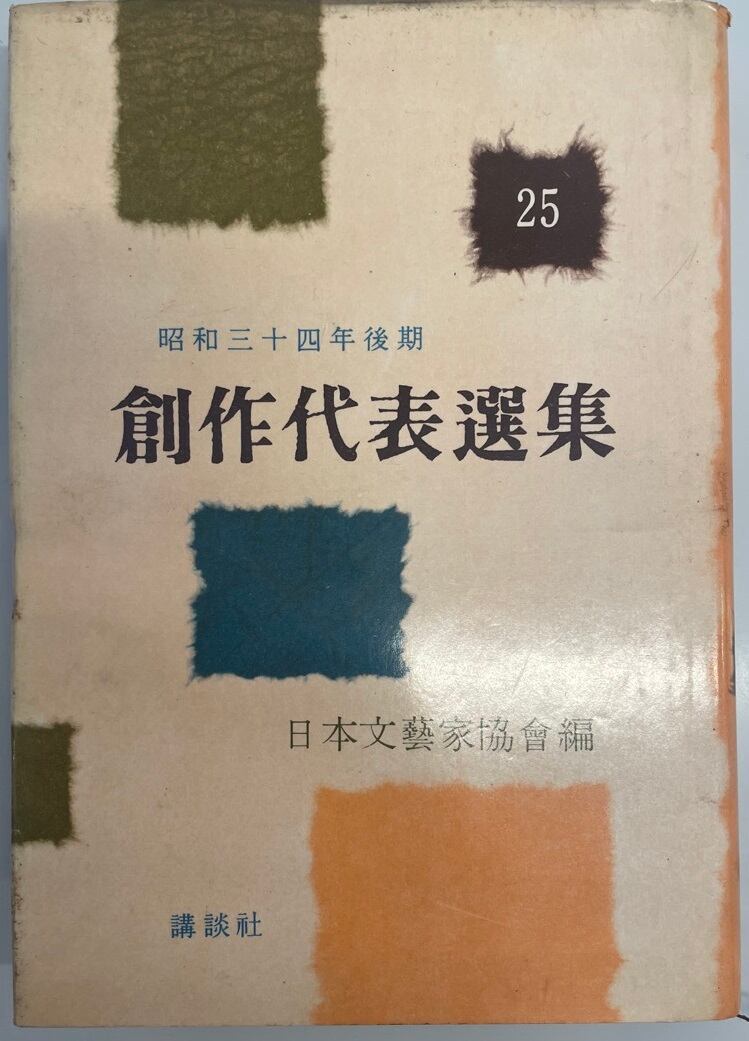 25
昭和三十四年後期
創作代表選集
日本文藝家協會編
講談社